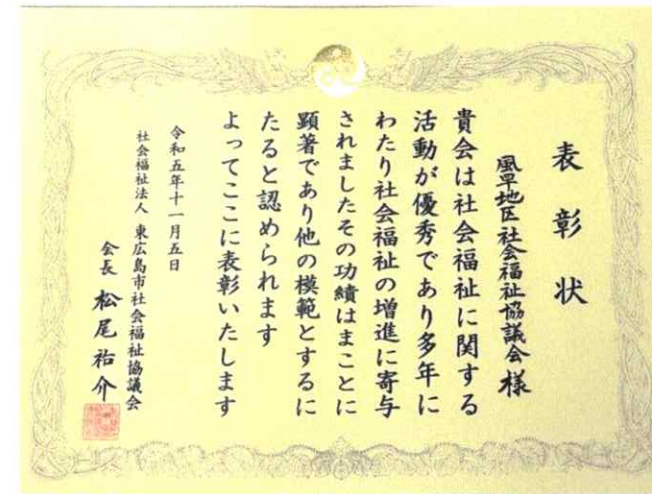 表彰状
風早地区社会福祉協議会様
貴会は社会福祉に関する
活動が優秀であり多年に
わたり社会福祉の増進に寄与
されましたその功績はまことに
顕著であり他の模範とするに
たると認められます
よってここに表彰いたします
令和五年十一月五日
社会福祉法人 東広島市社会福祉協議会
会長 松尾祐介